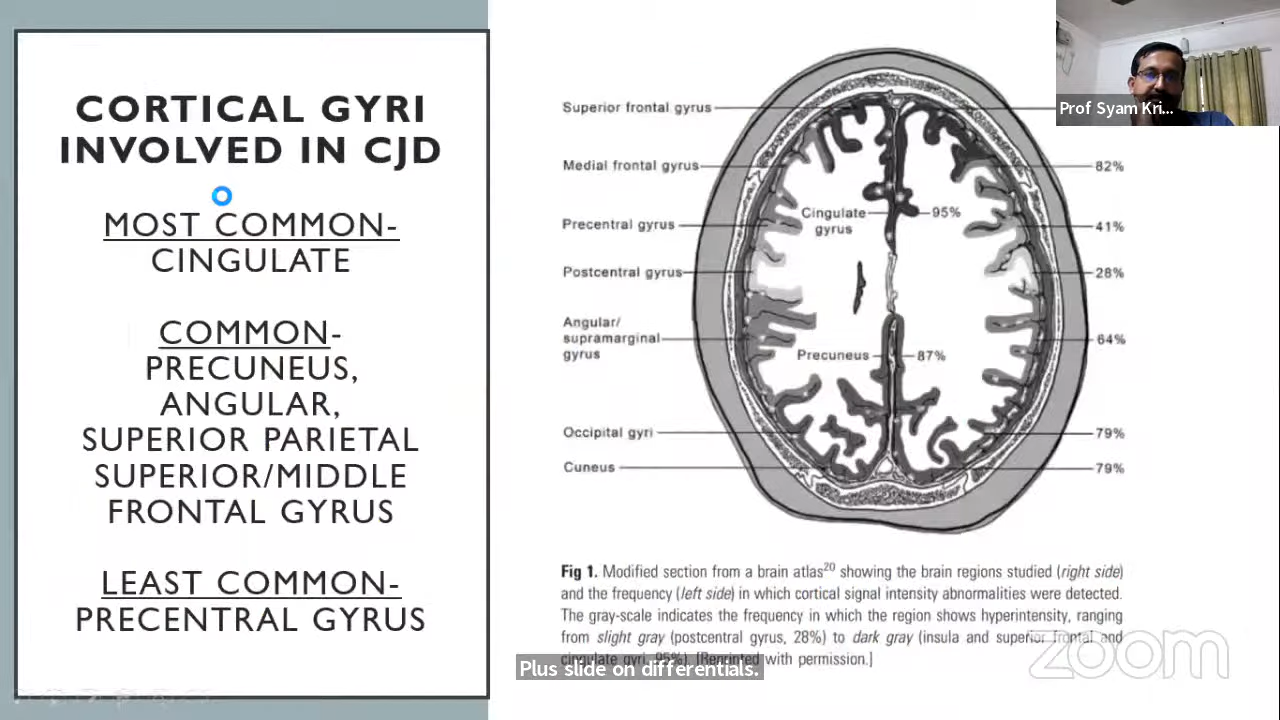 CORTICAL GYRI
INVOLVED IN CJD
MOST COMMON-
CINGULATE
COMMON-
PRECUNEUS,
ANGULAR,
SUPERIOR PARIETAL
SUPERIOR/MIDDLE
FRONTAL GYRUS
LEAST COMMON-
PRECENTRAL GYRUS
Prof Syam Kri...
Superior frontal gyrus
Medial frontal gyrus
82%
Cingulate
gyrus
95%
Precentral gyrus
41%
Postcentral gyrus
28%
Angular/
supramarginal
gyrus
64%
Precuneus
87%
Occipital gyri
79%
Cuneus
79%
Fig 1. Modified section from a brain atlas20 showing the brain regions studied (right side)
and the frequency (left side) in which cortical signal intensity abnormalities were detected.
The gray-scale indicates the frequency in which the region shows hyperintensity, ranging
from slight gray (postcentral gyrus, 28%) to dark gray (insula and superior frontal and
cingulate gyri, 95%). [Reprinted with permission.]
Plus slide on differentials.
zoom